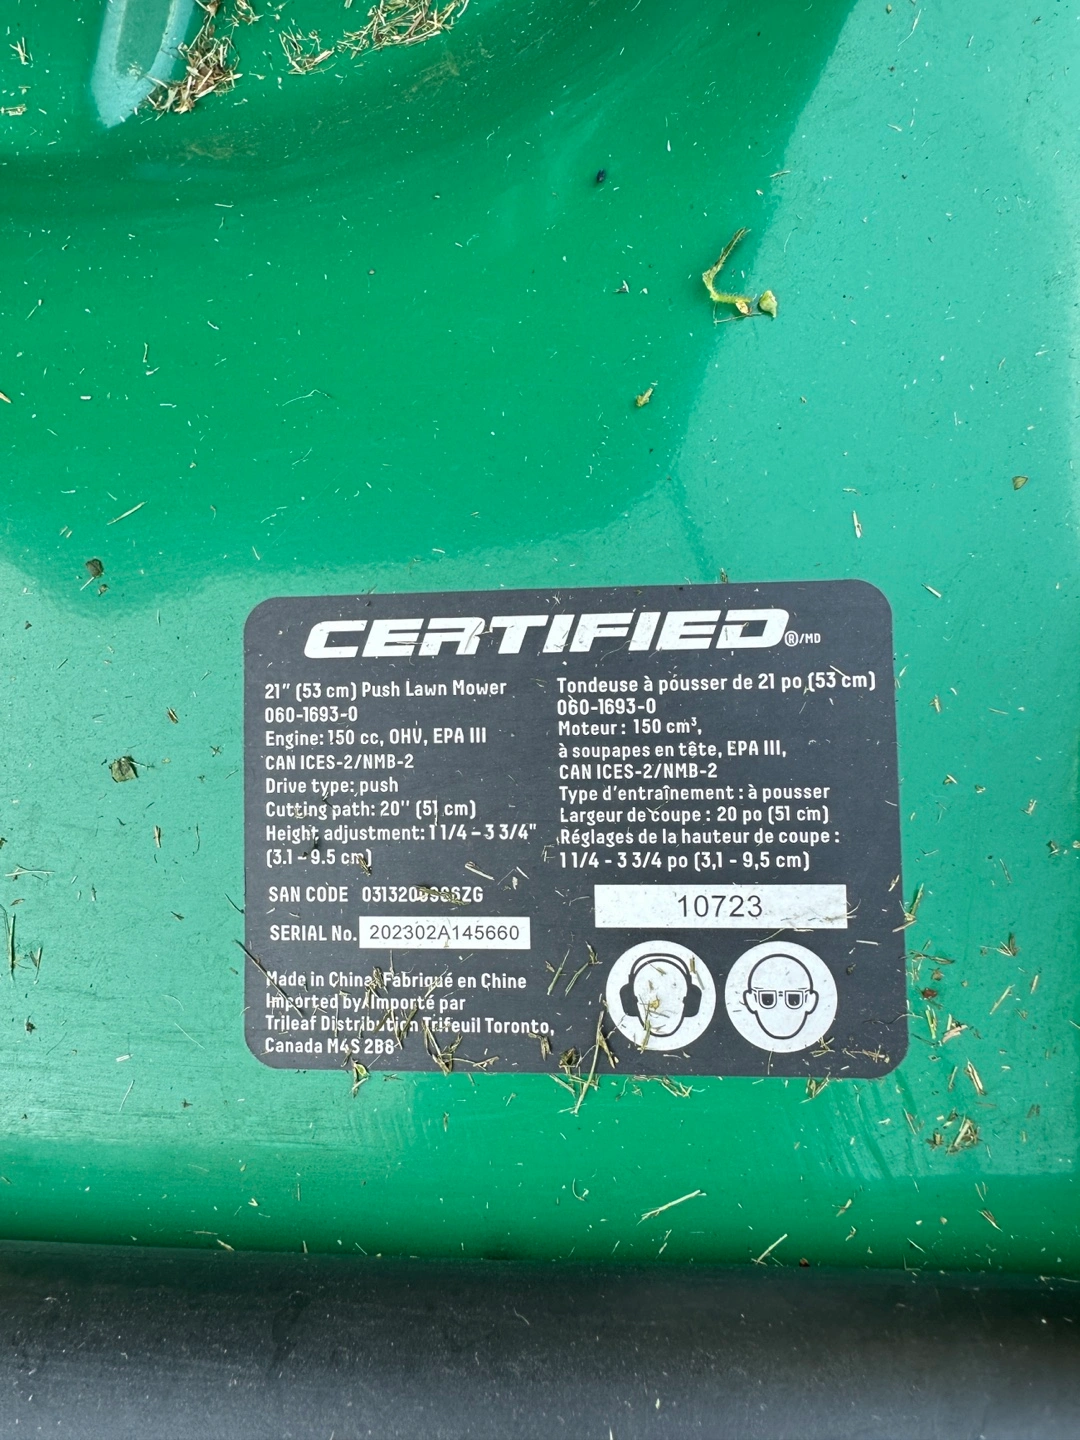 CERTIFIED®/MD
21" (53 cm) Push Lawn Mower
060-1693-0
Engine: 150 cc, OHV, EPA III
CAN ICES-2/NMB-2
Drive type: push
Cutting path: 20'' (51 cm)
Height adjustment: 1 1/4 – 3 3/4"
(3.1 - 9.5 cm)
SAN CODE
SERIAL No. 202302A145660
Made in China/Fabriqué en Chine
Imported by/Importé par
Trileaf Distribution Trifeuil Toronto,
Canada M4S 2B8
Tondeuse à pousser de 21 po (53 cm)
060-1693-0
Moteur : 150 cm³,
à soupapes en tête, EPA III,
CAN ICES-2/NMB-2
Type d'entraînement : à pousser
Largeur de coupe : 20 po (51 cm)
Réglages de la hauteur de coupe :
1 1/4 - 3 3/4 po (3,1 - 9,5 cm)
10723